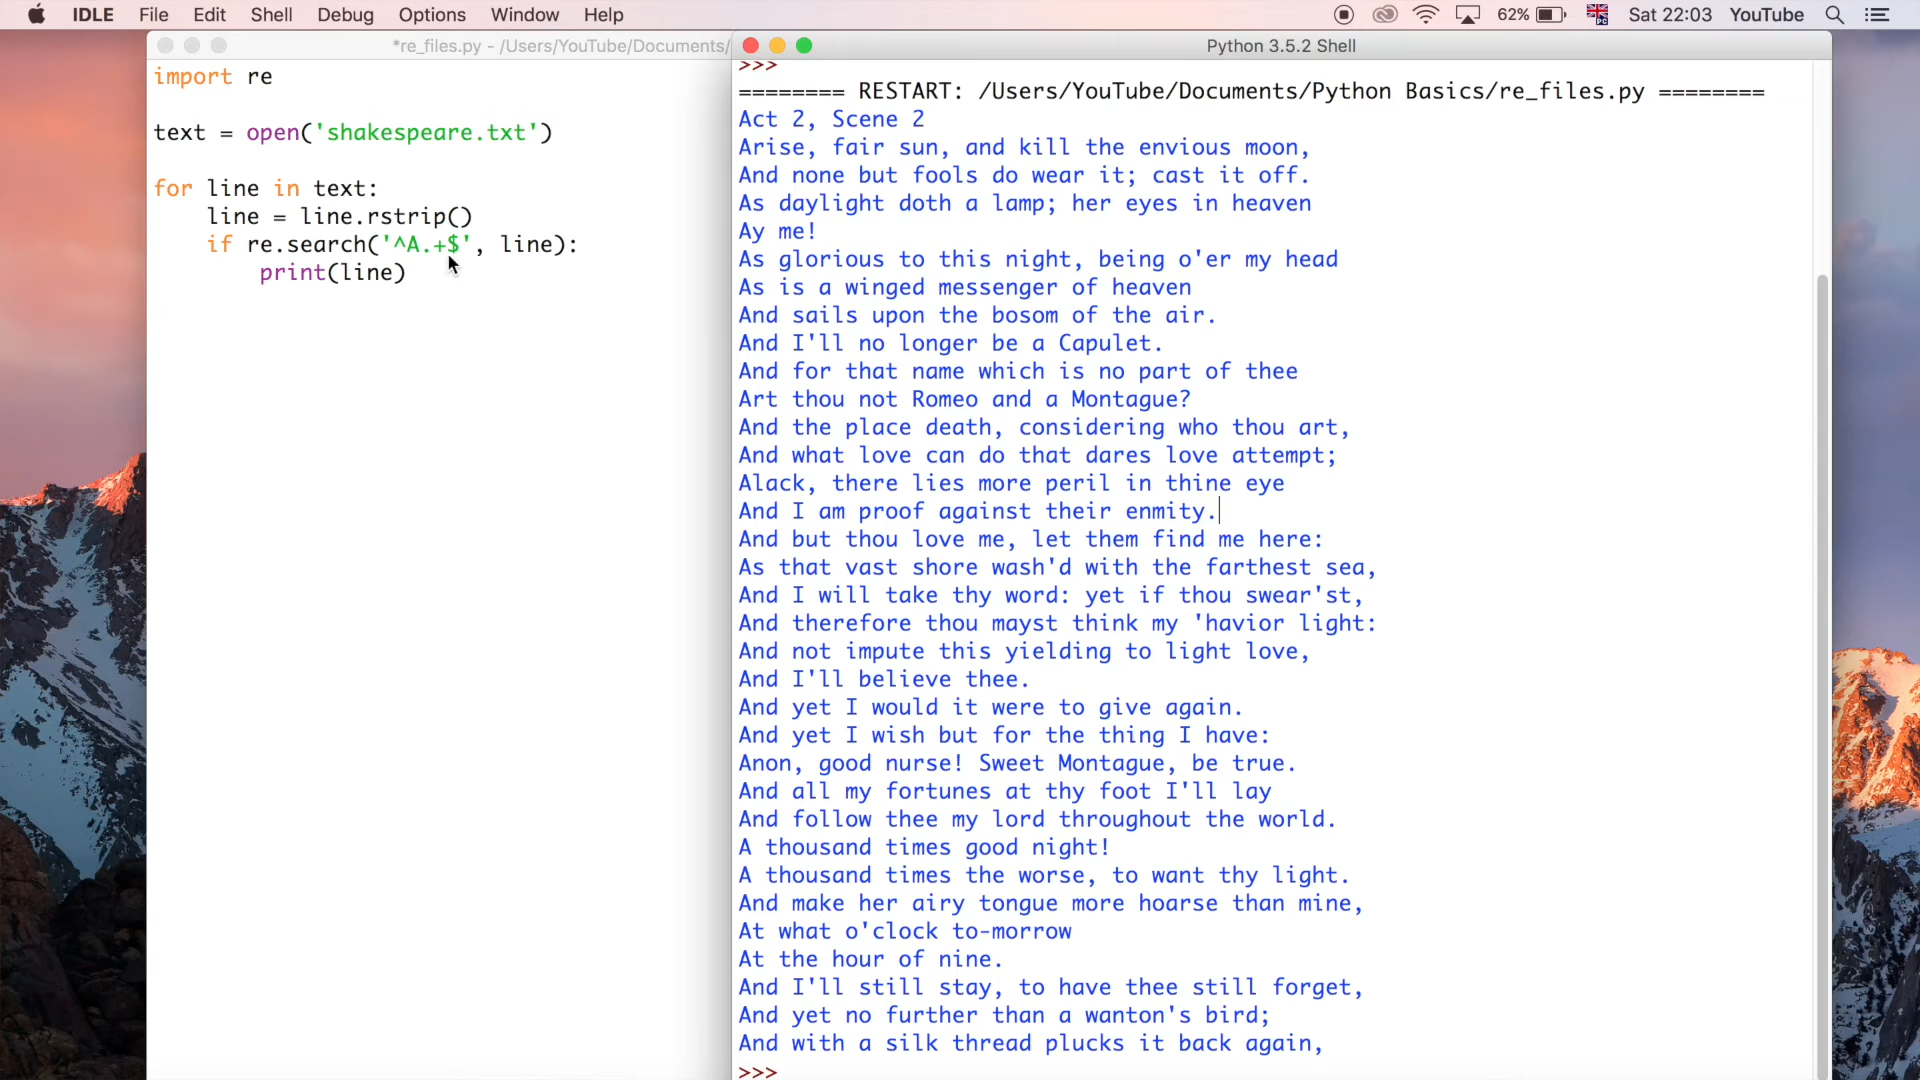 IDLE File Edit Shell Debug Options Window Help 62% Sat 22:03 YouTube
*re_files.py - /Users/YouTube/Documents/
import re
text = open('shakespeare.txt')
for line in text:
line = line.rstrip()
if re.search('^A.+$', line):
print(line)
Python 3.5.2 Shell
>>>
======== RESTART: /Users/YouTube/Documents/Python Basics/re_files.py ========
Act 2, Scene 2
Arise, fair sun, and kill the envious moon,
And none but fools do wear it; cast it off.
As daylight doth a lamp; her eyes in heaven
Ay me!
As glorious to this night, being o'er my head
As is a winged messenger of heaven
And sails upon the bosom of the air.
And I'll no longer be a Capulet.
And for that name which is no part of thee
Art thou not Romeo and a Montague?
And the place death, considering who thou art,
And what love can do that dares love attempt;
Alack, there lies more peril in thine eye
And I am proof against their enmity.
And but thou love me, let them find me here:
As that vast shore wash'd with the farthest sea,
And I will take thy word: yet if thou swear'st,
And therefore thou mayst think my 'havior light:
And not impute this yielding to light love,
And I'll believe thee.
And yet I would it were to give again.
And yet I wish but for the thing I have:
Anon, good nurse! Sweet Montague, be true.
And all my fortunes at thy foot I'll lay
And follow thee my lord throughout the world.
A thousand times good night!
A thousand times the worse, to want thy light.
And make her airy tongue more hoarse than mine,
At what o'clock to-morrow
At the hour of nine.
And I'll still stay, to have thee still forget,
And yet no further than a wanton's bird;
And with a silk thread plucks it back again,
>>>